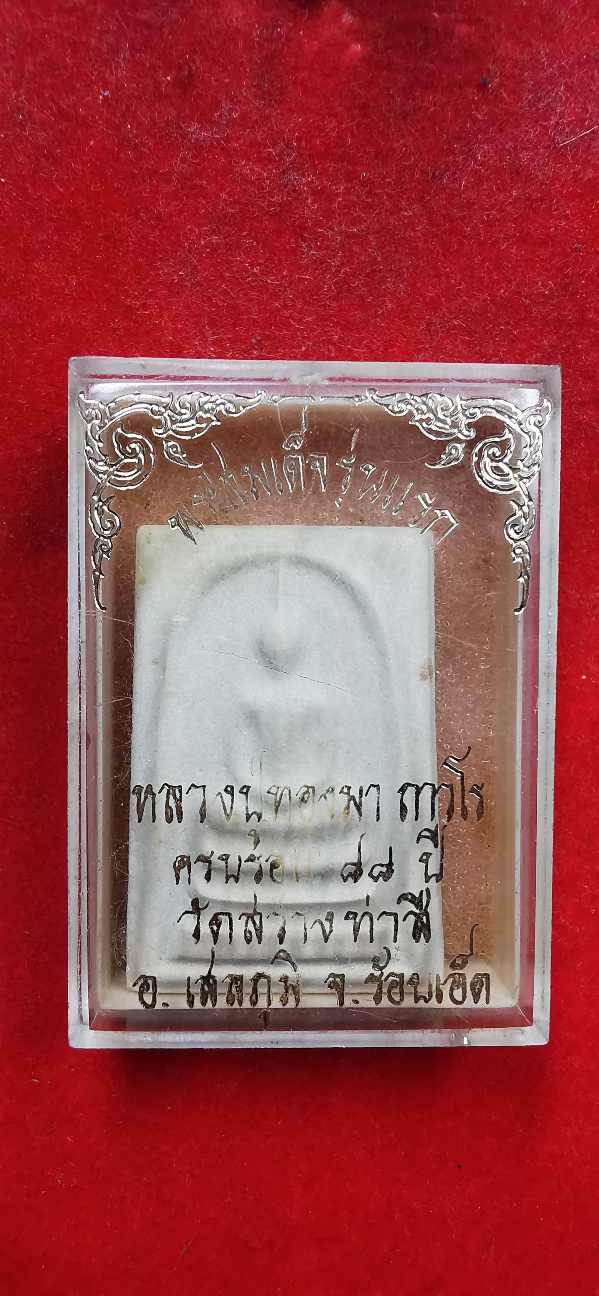 พระสมเด็จรุ่นแรก
หลวงปู่ทองมา ถาวโร
ครบรอบ ๘๘ ปี
วัดสว่างท่าสี
อ.เสลภูมิ จ.ร้อยเอ็ด